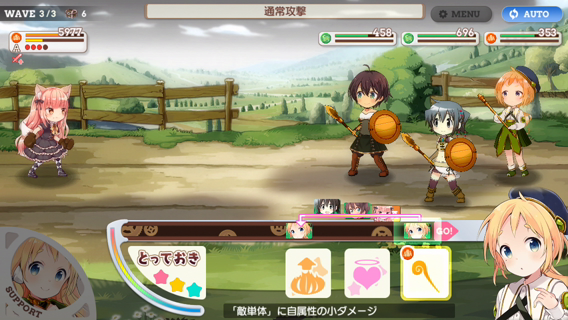 WAVE 3/3
6
通常攻撃
MENU
AUTO
5977
458
696
353
GO!
とっておき
SUPPORT
「敵単体」に自属性の小ダメージ